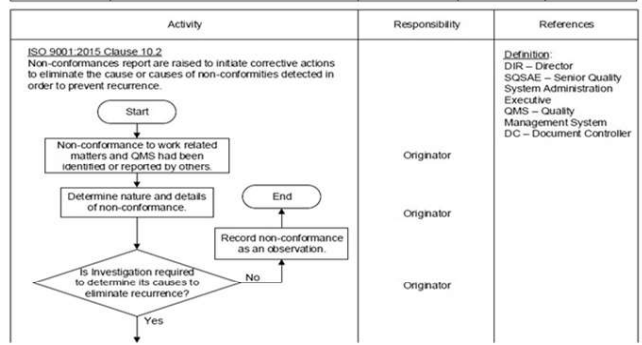 Activity
Responsibility
References
ISO 9001:2015 Clause 10.2
Non-conformances report are raised to initiate corrective actions
to eliminate the cause or causes of non-conformities detected in
order to prevent recurrence.
Start
Non-conformance to work related
matters and QMS had been
identified or reported by others.
Originator
Determine nature and details
of non-conformance.
End
Originator
Record non-conformance
as an observation.
Is Investigation required
to determine its causes to
eliminate recurrence?
No
Originator
Yes
Definition:
DIR – Director
SQSAE – Senior Quality
System Administration
Executive
QMS – Quality
Management System
DC – Document Controller